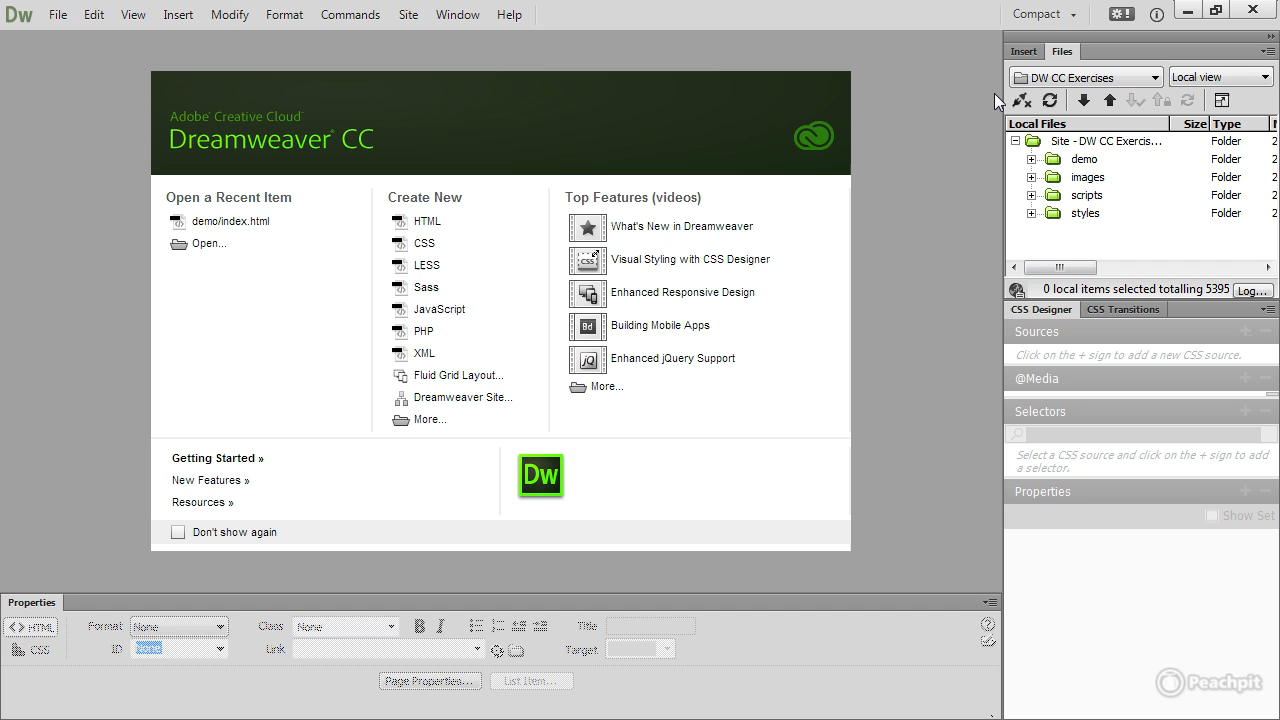 Dw File Edit View Insert Modify Format Commands Site Window Help Compact
Insert Files
DW CC Exercises Local view
Local Files Size Type
Site - DW CC Exercis... Folder
demo Folder
images Folder
scripts Folder
styles Folder
0 local items selected totalling 5395 Log...
Adobe Creative Cloud
Dreamweaver CC
Open a Recent Item
demo/index.html
Open...
Create New
HTML
CSS
LESS
Sass
JavaScript
PHP
XML
Fluid Grid Layout...
Dreamweaver Site...
More...
Top Features (videos)
What's New in Dreamweaver
Visual Styling with CSS Designer
Enhanced Responsive Design
Building Mobile Apps
Enhanced jQuery Support
More...
Getting Started »
New Features »
Resources »
Dw
Don't show again
CSS Designer CSS Transitions
Sources
Click on the + sign to add a new CSS source.
@Media
Selectors
Select a CSS source and click on the + sign to add
a selector.
Properties
Show Set
Properties
HTML Format None Class None B I Title
CSS ID None Link Target
Page Properties... List Item...
Peachpit